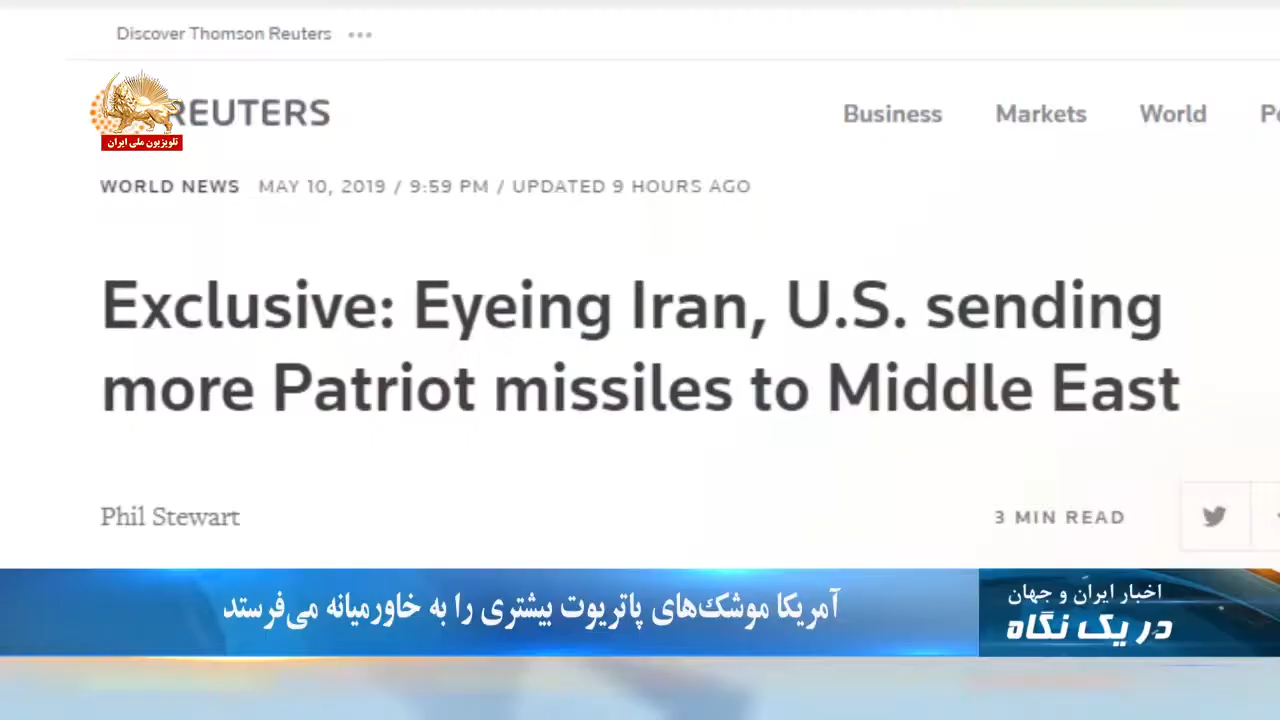 Discover Thomson Reuters
REUTERS
تلویزیون ملی ایران
Business Markets World
WORLD NEWS MAY 10, 2019 / 9:59 PM / UPDATED 9 HOURS AGO
Exclusive: Eyeing Iran, U.S. sending
more Patriot missiles to Middle East
Phil Stewart
3 MIN READ
آمریکا موشک‌های پاتریوت بیشتری را به خاورمیانه می‌فرستد
اخبار ایران و جهان
در یک نگاه